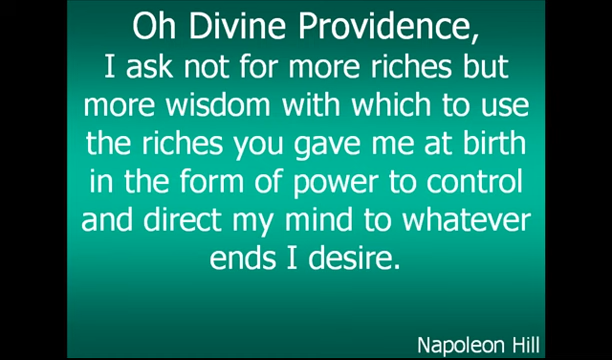 Oh Divine Providence,
I ask not for more riches but
more wisdom with which to use
the riches you gave me at birth
in the form of power to control
and direct my mind to whatever
ends I desire.
Napoleon Hill